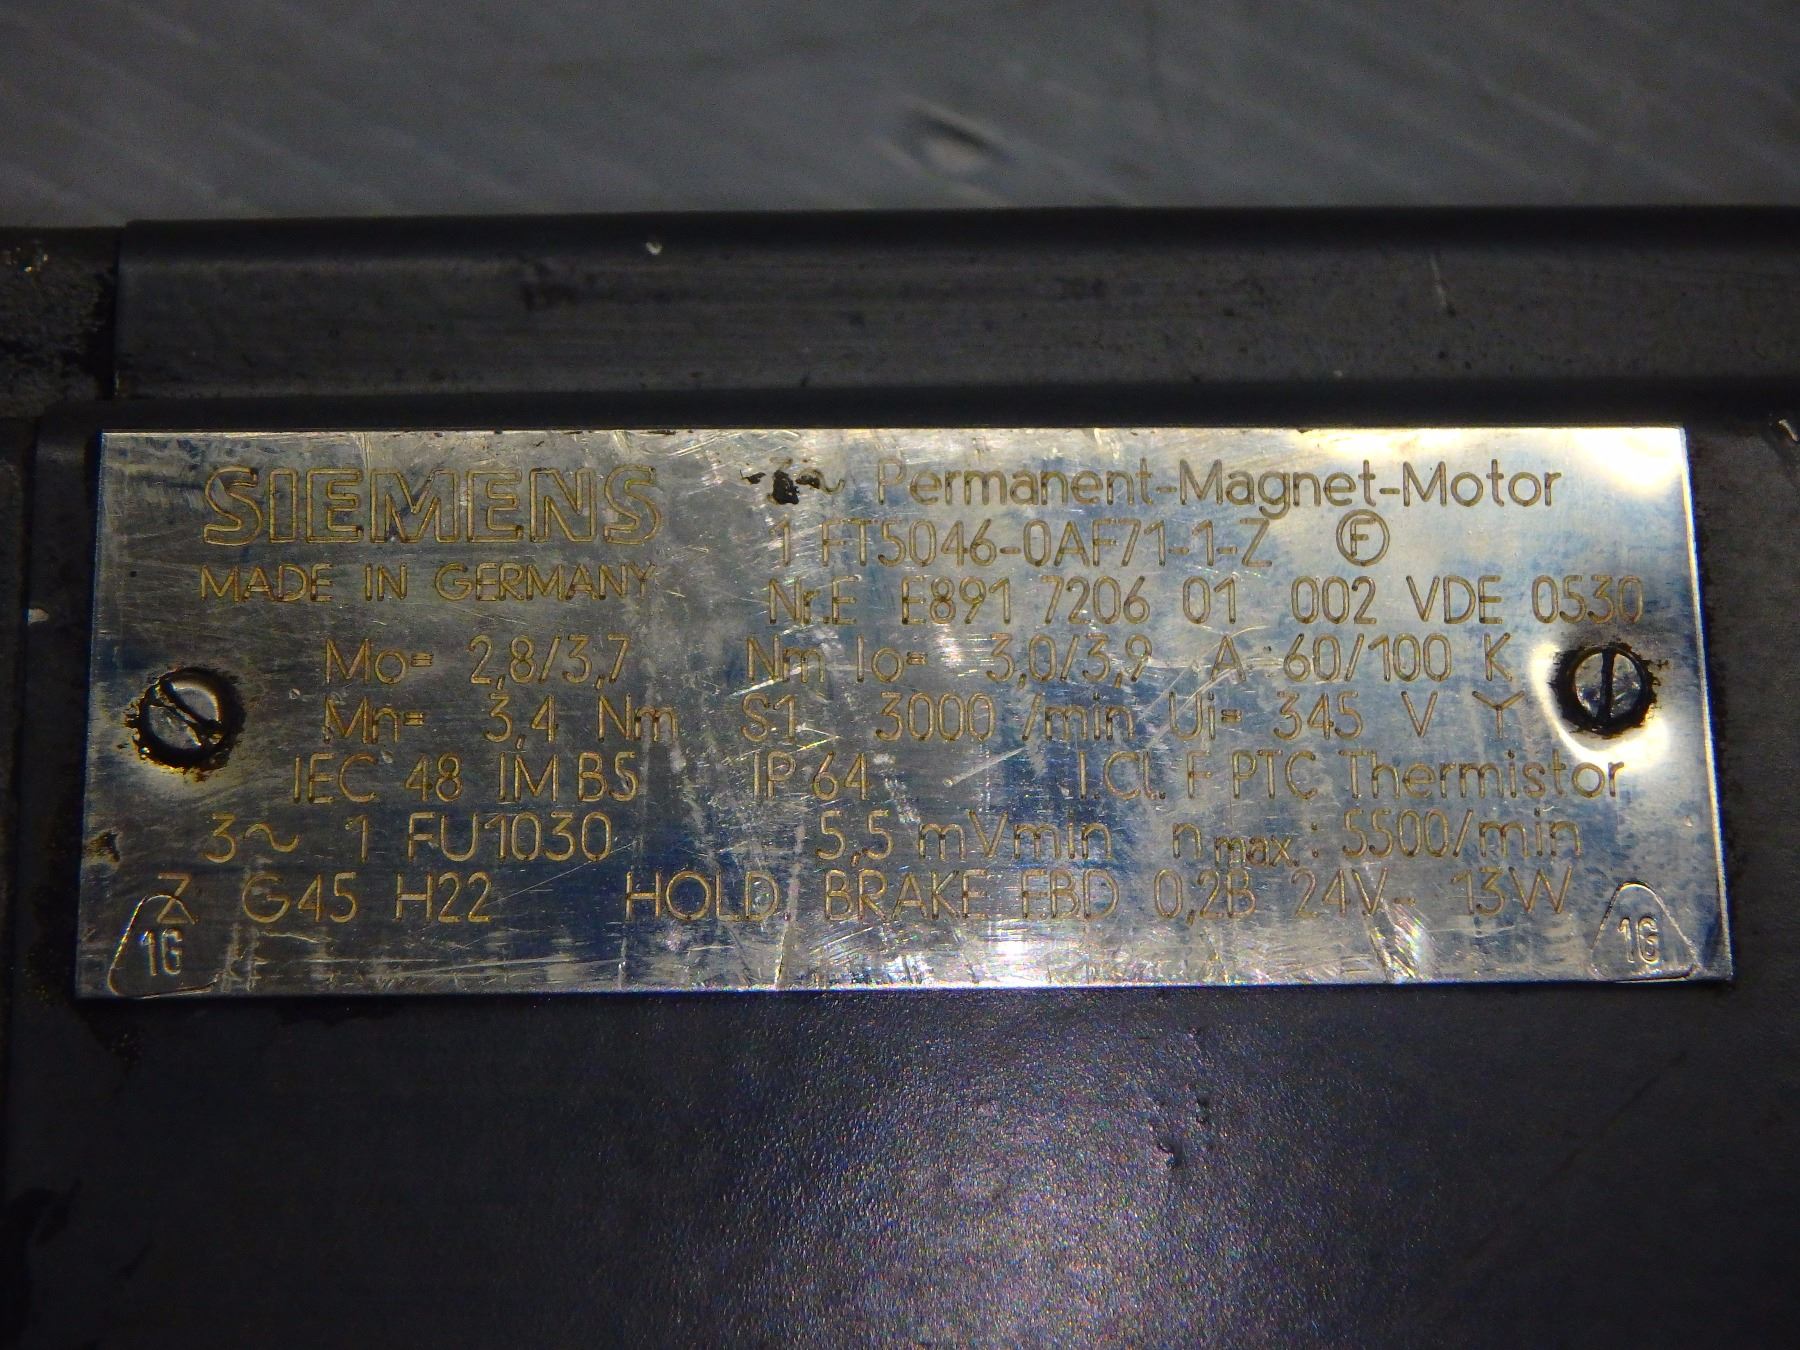 SIEMENS
MADE IN GERMANY
3~ Permanent-Magnet-Motor
1 FT5046-0AF71-1-Z Ⓕ
Nr.E E891 7206 01 002 VDE 0530
Mo= 2,8/3,7 Nm Io= 3,0/3,9 A 60/100 K
Mn= 3,4 Nm S1 3000 /min Ui= 345 V Y
IEC 48 IM B5 IP 64 I.Cl. F PTC Thermistor
3~ 1 FU1030 5,5 mVmin nmax.: 5500/min
Z G45 H22 HOLD. BRAKE EBD 0,2B 24V- 13W
1G
1G